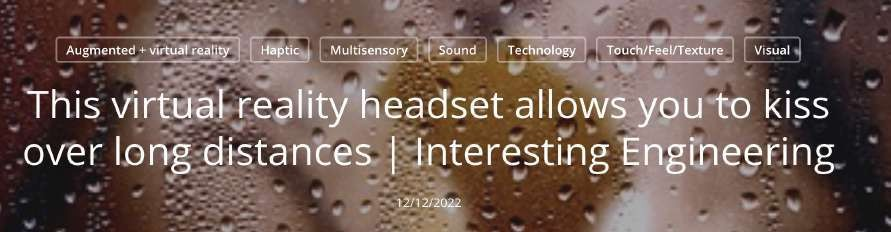 Augmented + virtual reality Haptic Multisensory Sound Technology Touch/Feel/Texture Visual
This virtual reality headset allows you to kiss
over long distances | Interesting Engineering
12/12/2022